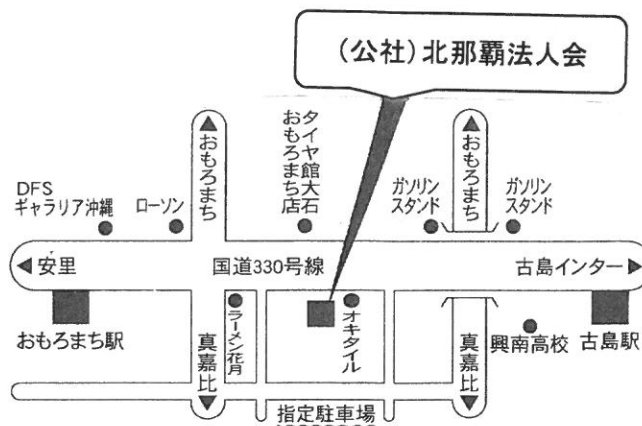 (公社)北那覇法人会
おもろまち
タイヤ館大石
おもろまち店
おもろまち
DFS
ギャラリア沖縄
ローソン
ガソリン
スタンド
ガソリン
スタンド
安里
国道330号線
古島インター
おもろまち駅
真嘉比
ラーメン花月
オキタイル
真嘉比
興南高校
古島駅
指定駐車場